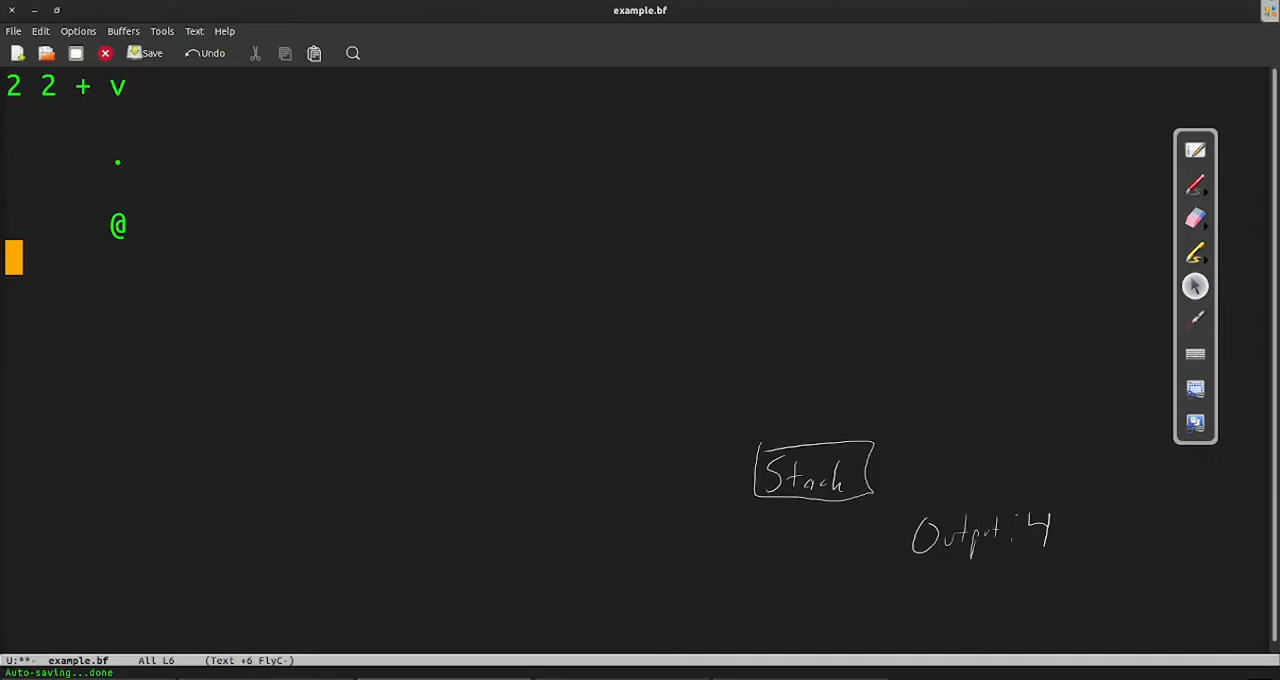 example.bf
File Edit Options Buffers Tools Text Help
Save Undo
2 2 + v
.
@
Stack
Output: 4
U:**- example.bf All L6 (Text +6 FlyC-)
Auto-saving...done